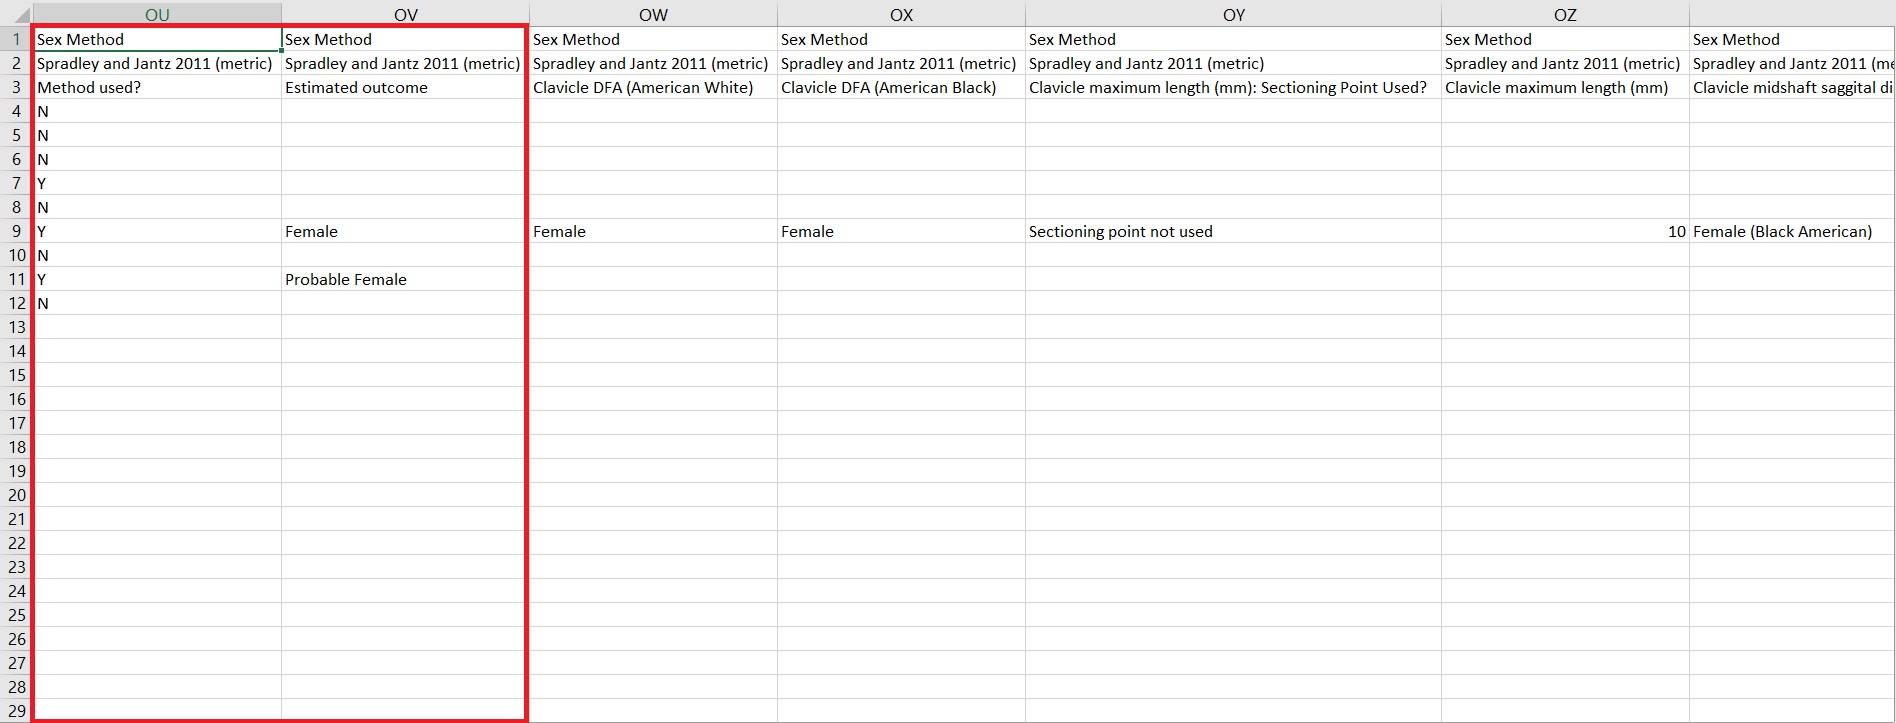 OU OV OW OX OY OZ
1 Sex Method Sex Method Sex Method Sex Method Sex Method Sex Method Sex Method
2 Spradley and Jantz 2011 (metric) Spradley and Jantz 2011 (metric) Spradley and Jantz 2011 (metric) Spradley and Jantz 2011 (metric) Spradley and Jantz 2011 (metric) Spradley and Jantz 2011 (metric) Spradley and Jantz 2011 (me
3 Method used? Estimated outcome Clavicle DFA (American White) Clavicle DFA (American Black) Clavicle maximum length (mm): Sectioning Point Used? Clavicle maximum length (mm) Clavicle midshaft saggital di
4 N
5 N
6 N
7 Y
8 N
9 Y Female Female Female Sectioning point not used 10 Female (Black American)
10 N
11 Y Probable Female
12 N
13
14
15
16
17
18
19
20
21
22
23
24
25
26
27
28
29